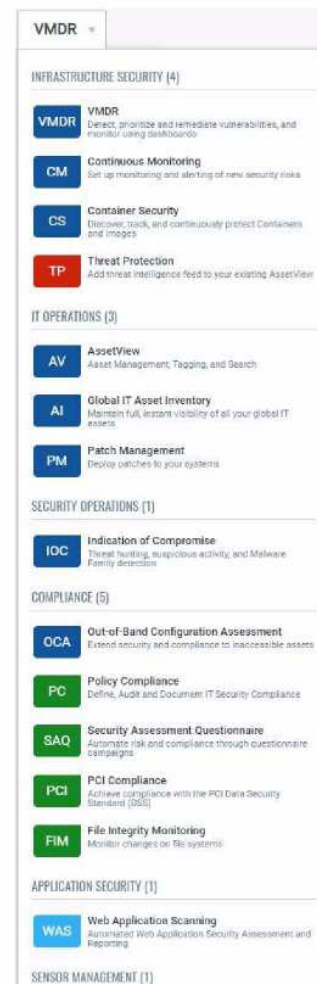 VMDR
INFRASTRUCTURE SECURITY (4)
VMDR
VMDR
Detect, prioritize and remediate vulnerabilities, and
monitor using dashboards
CM
Continuous Monitoring
Set up monitoring and alerting of new security risks
CS
Container Security
Discover, track, and continuously protect Containers
and Images
TP
Threat Protection
Add threat intelligence feed to your existing AssetView
IT OPERATIONS (3)
AV
AssetView
Asset Management, Tagging, and Search
AI
Global IT Asset Inventory
Maintain full, instant visibility of all your global IT
assets
PM
Patch Management
Deploy patches to your systems
SECURITY OPERATIONS (1)
IOC
Indication of Compromise
Threat hunting, suspicious activity, and Malware
Family detection
COMPLIANCE (5)
OCA
Out-of-Band Configuration Assessment
Extend security and compliance to inaccessible assets
PC
Policy Compliance
Define, Audit and Document IT Security Compliance
SAQ
Security Assessment Questionnaire
Automate risk and compliance through questionnaire
campaigns
PCI
PCI Compliance
Achieve compliance with the PCI Data Security
Standard (DSS)
FIM
File Integrity Monitoring
Monitor changes on file systems
APPLICATION SECURITY (1)
WAS
Web Application Scanning
Automated Web Application Security Assessment and
Reporting
SENSOR MANAGEMENT (1)